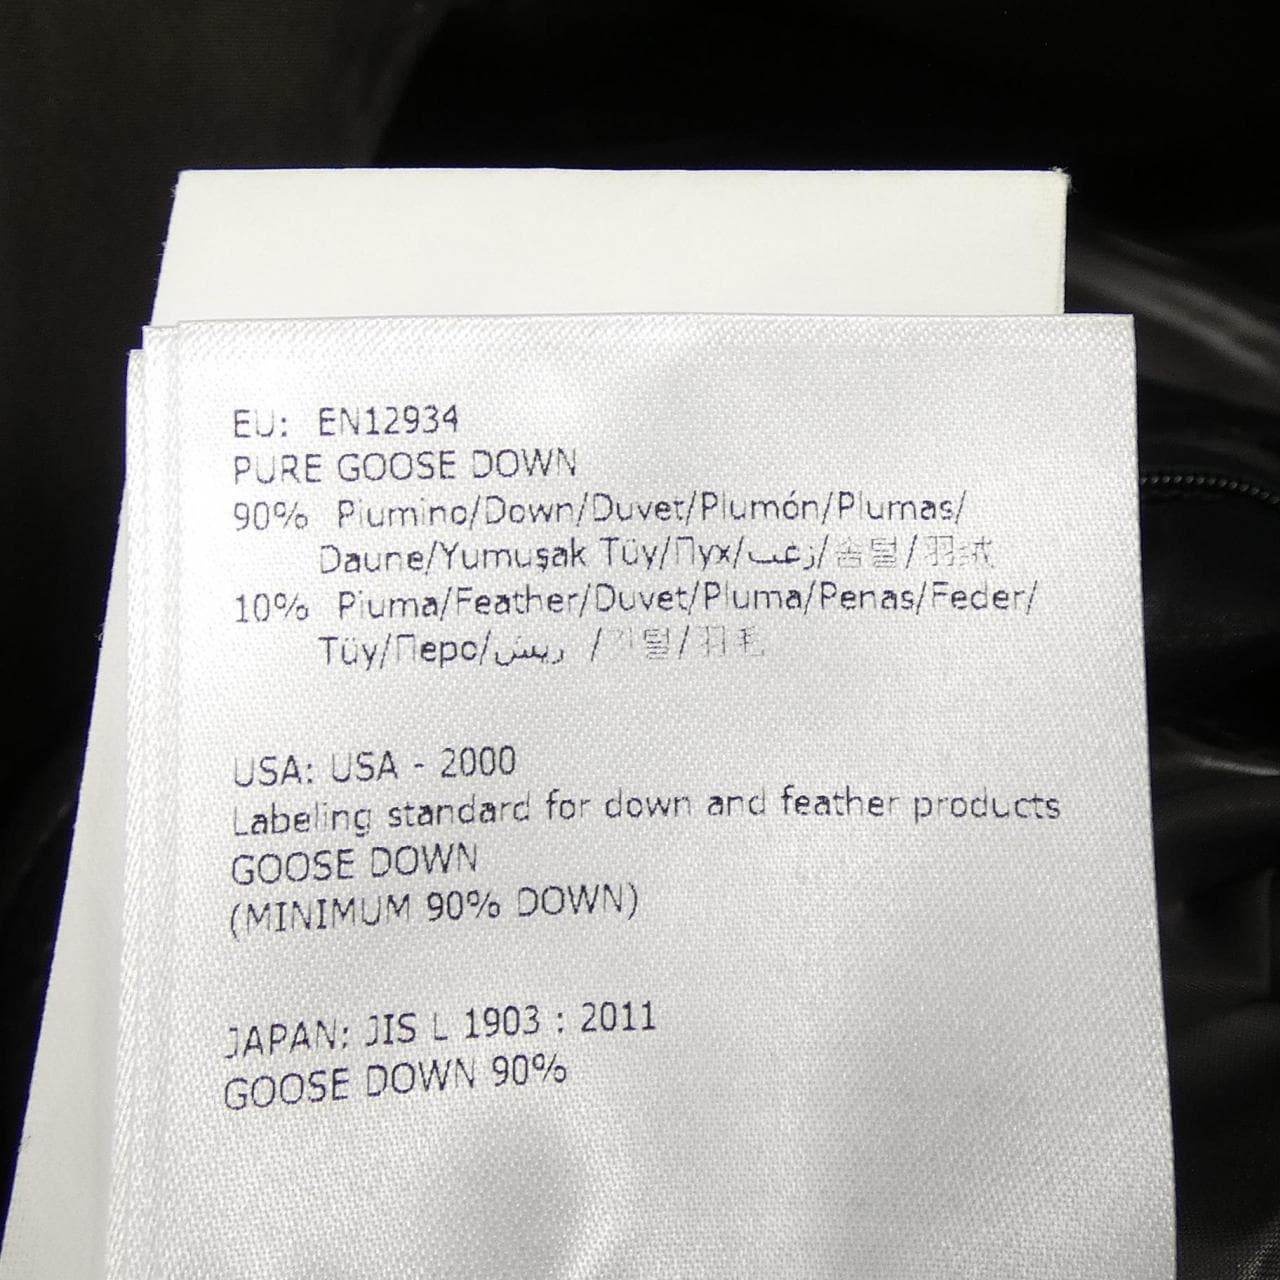 EU: EN12934
PURE GOOSE DOWN
90% Piumino/Down/Duvet/Plumón/Plumas/
Daune/Yumuşak Tüy/Пух/زغب/솜털/羽绒
10% Piuma/Feather/Duvet/Pluma/Penas/Feder/
Tüy/Перо/ريش /깃털/羽毛
USA: USA - 2000
Labeling standard for down and feather products
GOOSE DOWN
(MINIMUM 90% DOWN)
JAPAN: JIS L 1903 : 2011
GOOSE DOWN 90%